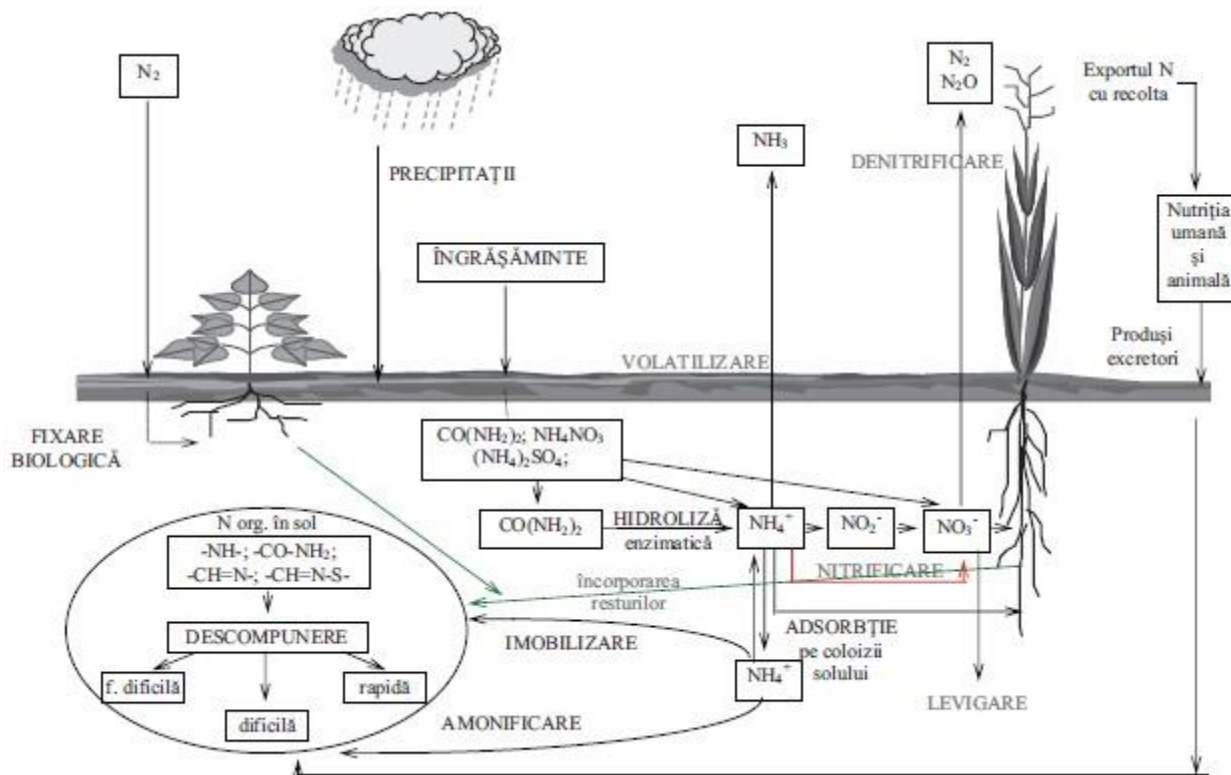 N₂
N₂
N₂O
Exportul N
cu recolta
NH₃
DENITRIFICARE
PRECIPITAȚII
Nutriția
umană
și
animală
ÎNGRĂȘĂMINTE
Produși
excretori
VOLATILIZARE
FIXARE
BIOLOGICĂ
CO(NH₂)₂; NH₄NO₃
(NH₄)₂SO₄;
N org. în sol
CO(NH₂)₂
HIDROLIZĂ
enzimatică
NH₄⁺
NO₂⁻
NO₃⁻
-NH-; -CO-NH₂;
-CH=N-; -CH=N-S-
NITRIFICARE
încorporarea
resturilor
DESCOMPUNERE
IMOBILIZARE
ADSORBȚIE
pe coloizii
solului
f. dificilă
rapidă
NH₄⁺
dificilă
AMONIFICARE
LEVIGARE